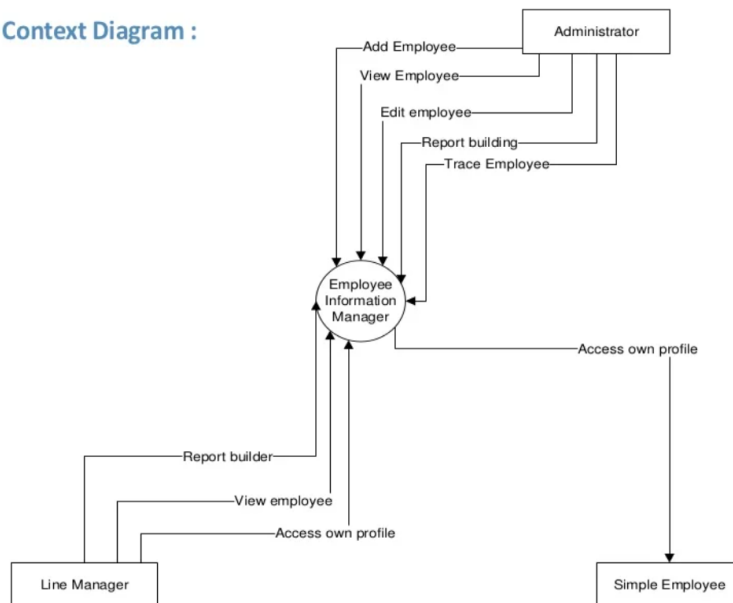 Context Diagram :
Administrator
Add Employee
View Employee
Edit employee
Report building
Trace Employee
Employee
Information
Manager
Access own profile
Report builder
View employee
Access own profile
Line Manager
Simple Employee